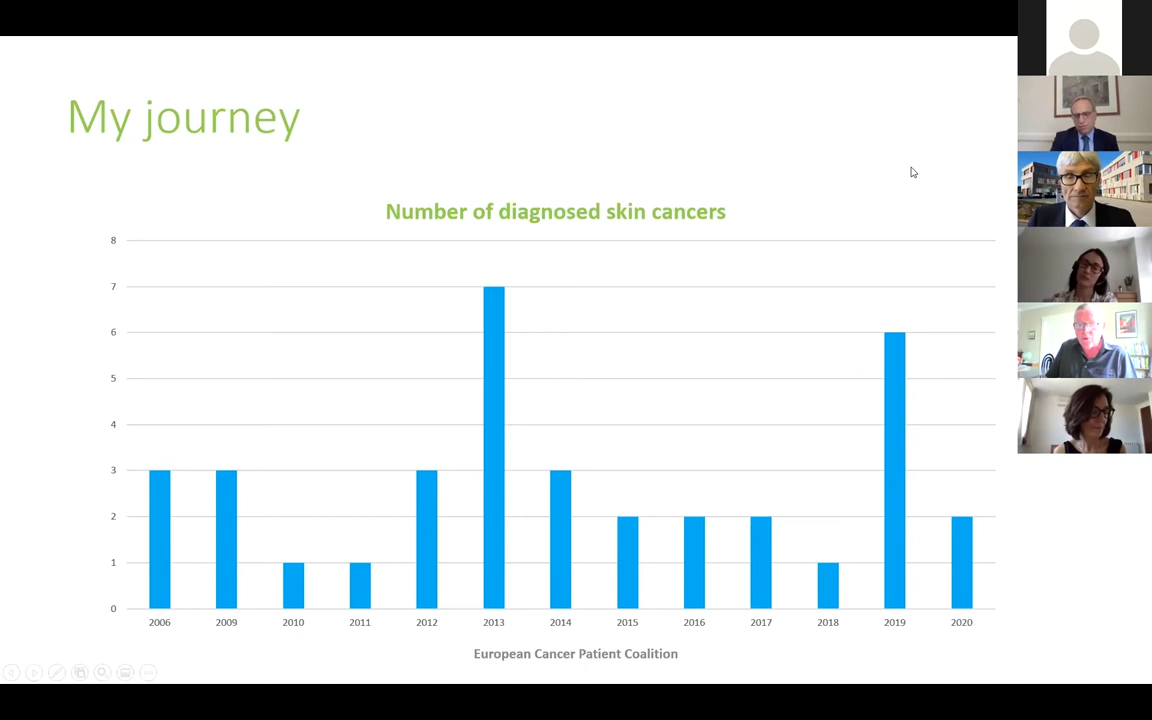 My journey
Number of diagnosed skin cancers
8
7
6
5
4
3
2
1
0
2006 2009 2010 2011 2012 2013 2014 2015 2016 2017 2018 2019 2020
European Cancer Patient Coalition